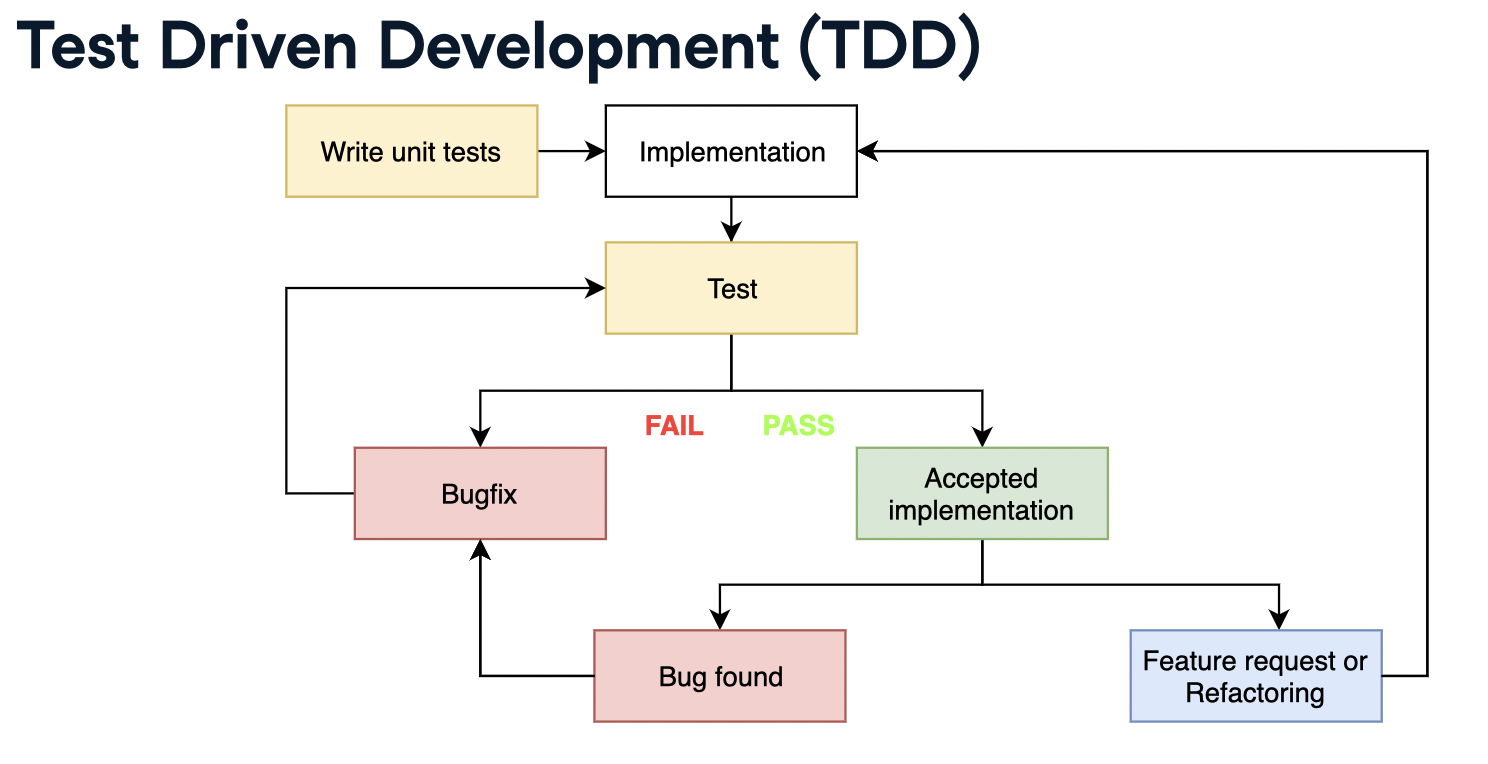 Test Driven Development (TDD)
Write unit tests
Implementation
Test
FAIL
PASS
Bugfix
Accepted
implementation
Bug found
Feature request or
Refactoring